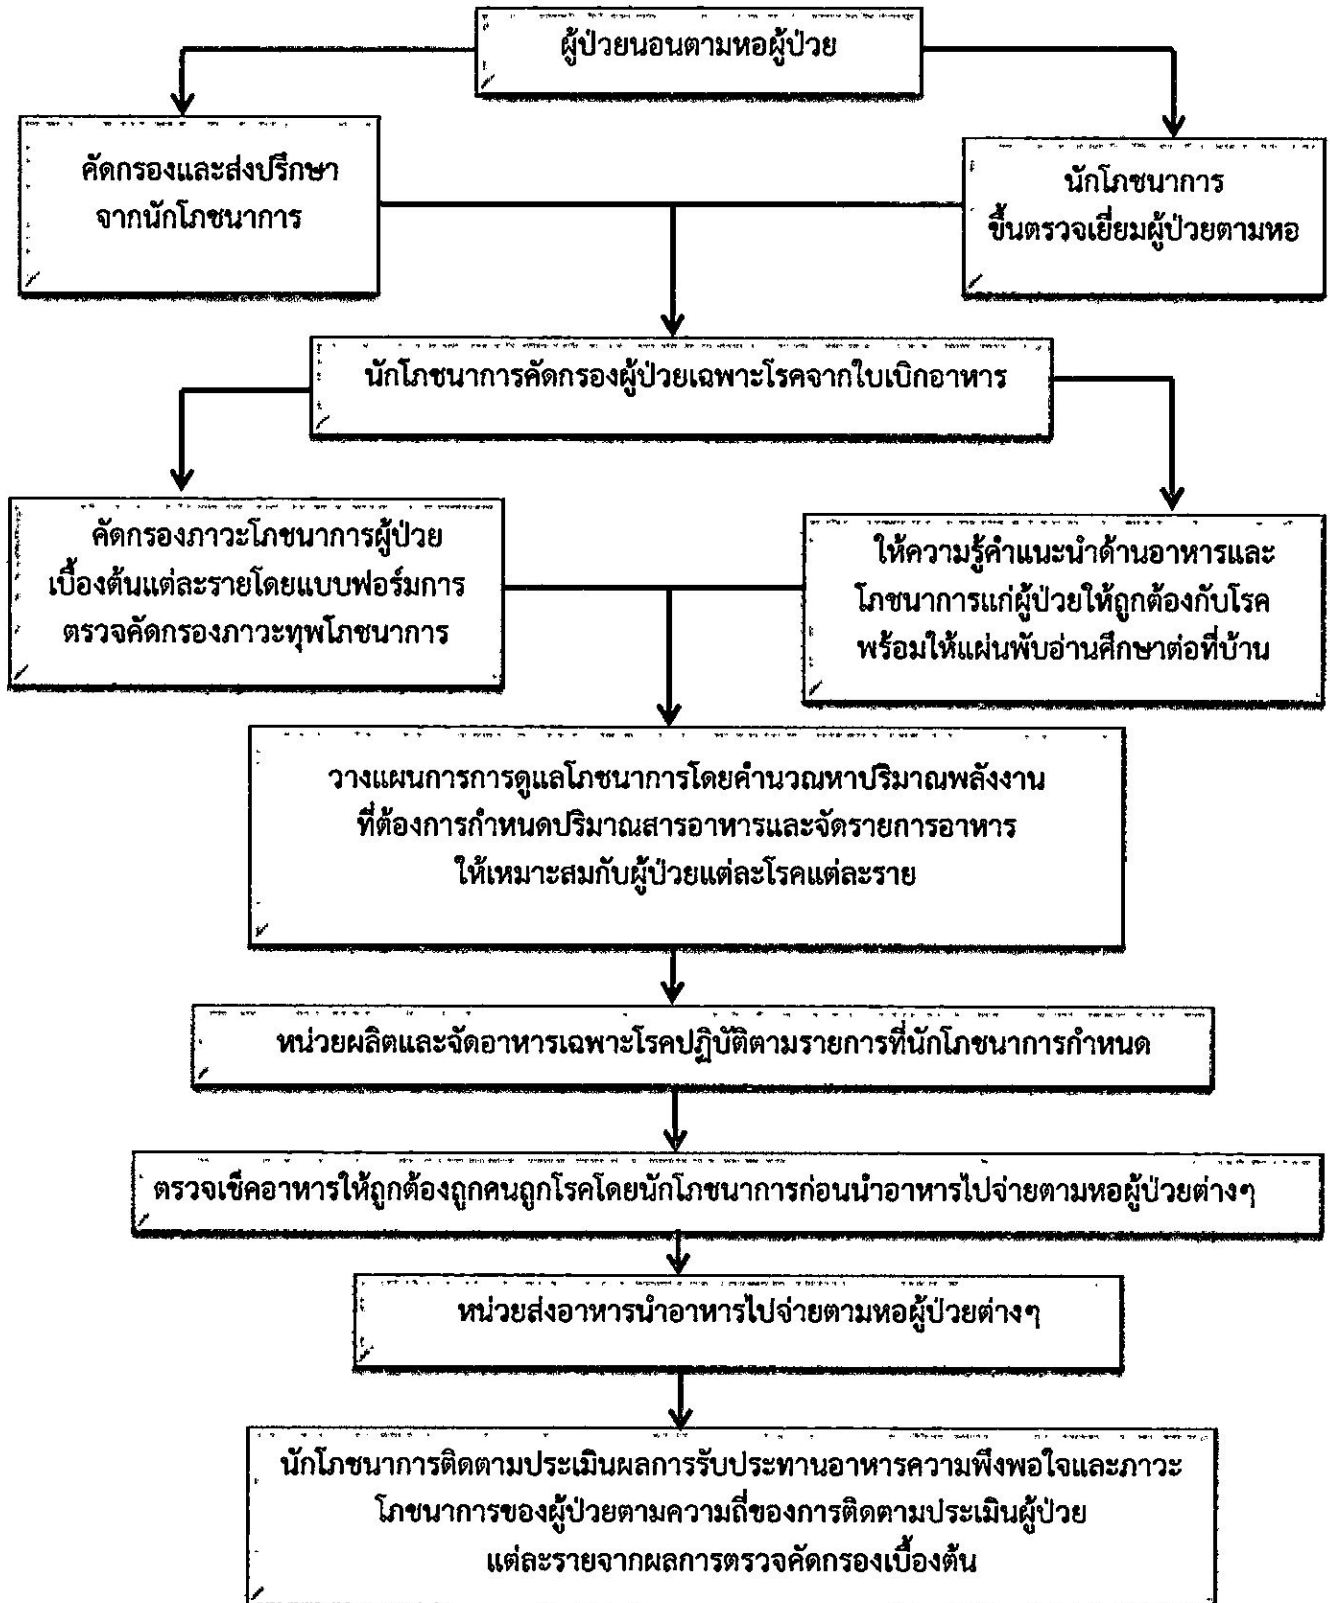 ผู้ป่วยนอนตามหอผู้ป่วย
คัดกรองและส่งปรึกษา
จากนักโภชนาการ
นักโภชนาการ
ขึ้นตรวจเยี่ยมผู้ป่วยตามหอ
นักโภชนาการคัดกรองผู้ป่วยเฉพาะโรคจากใบเบิกอาหาร
คัดกรองภาวะโภชนาการผู้ป่วย
เบื้องต้นแต่ละรายโดยแบบฟอร์มการ
ตรวจคัดกรองภาวะทุพโภชนาการ
ให้ความรู้คำแนะนำด้านอาหารและ
โภชนาการแก่ผู้ป่วยให้ถูกต้องกับโรค
พร้อมให้แผ่นพับอ่านศึกษาต่อที่บ้าน
วางแผนการการดูแลโภชนาการโดยคำนวณหาปริมาณพลังงาน
ที่ต้องการกำหนดปริมาณสารอาหารและจัดรายการอาหาร
ให้เหมาะสมกับผู้ป่วยแต่ละโรคแต่ละราย
หน่วยผลิตและจัดอาหารเฉพาะโรคปฏิบัติตามรายการที่นักโภชนาการกำหนด
ตรวจเช็คอาหารให้ถูกต้องถูกคนถูกโรคโดยนักโภชนาการก่อนนำอาหารไปจ่ายตามหอผู้ป่วยต่างๆ
หน่วยส่งอาหารนำอาหารไปจ่ายตามหอผู้ป่วยต่างๆ
นักโภชนาการติดตามประเมินผลการรับประทานอาหารความพึงพอใจและภาวะ
โภชนาการของผู้ป่วยตามความถี่ของการติดตามประเมินผู้ป่วย
แต่ละรายจากผลการตรวจคัดกรองเบื้องต้น